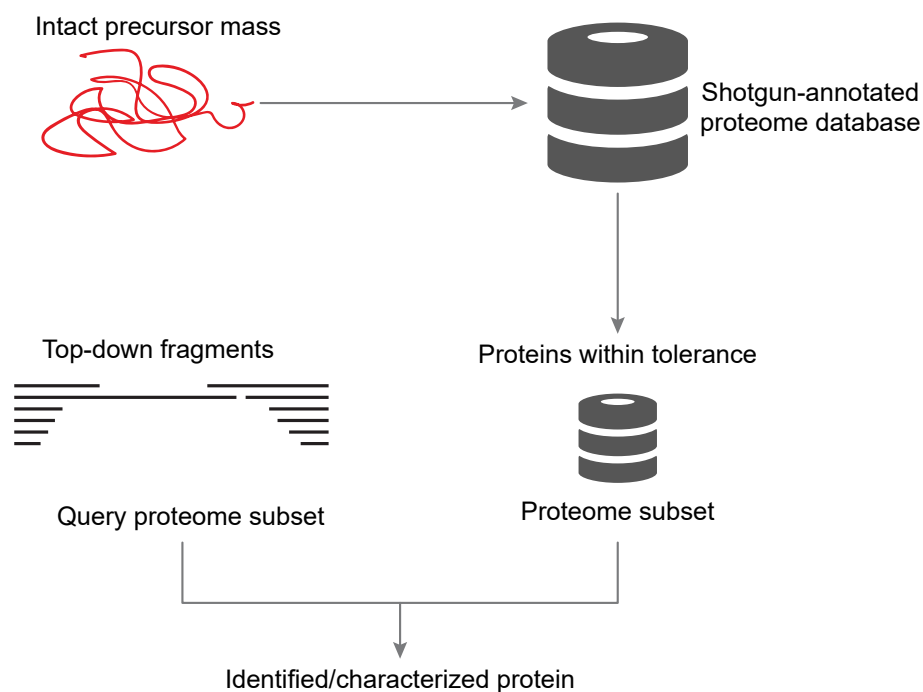 Intact precursor mass
Shotgun-annotated
proteome database
Top-down fragments
Proteins within tolerance
Query proteome subset
Proteome subset
Identified/characterized protein